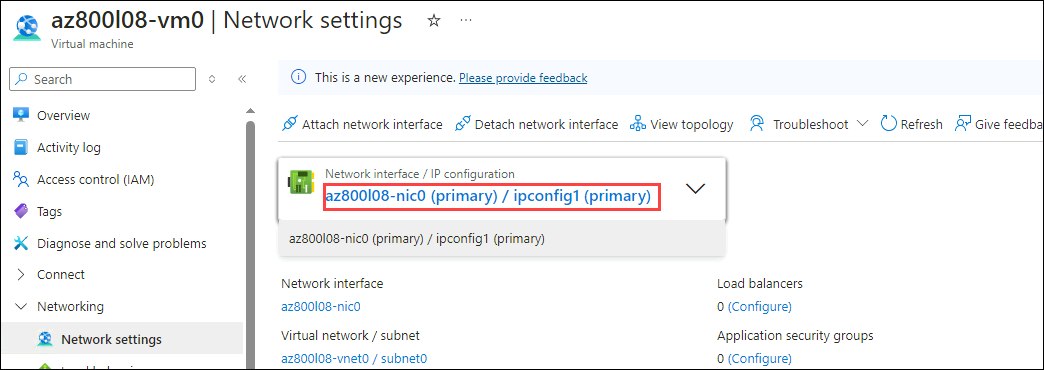 az800l08-vm0 | Network settings
Virtual machine
Search
This is a new experience. Please provide feedback
Overview
Activity log
Access control (IAM)
Tags
Diagnose and solve problems
Connect
Networking
Network settings
Attach network interface Detach network interface View topology Troubleshoot Refresh Give feedba
Network interface / IP configuration
az800l08-nic0 (primary) / ipconfig1 (primary)
az800l08-nic0 (primary) / ipconfig1 (primary)
Network interface
az800l08-nic0
Virtual network / subnet
az800l08-vnet0 / subnet0
Load balancers
0 (Configure)
Application security groups
0 (Configure)